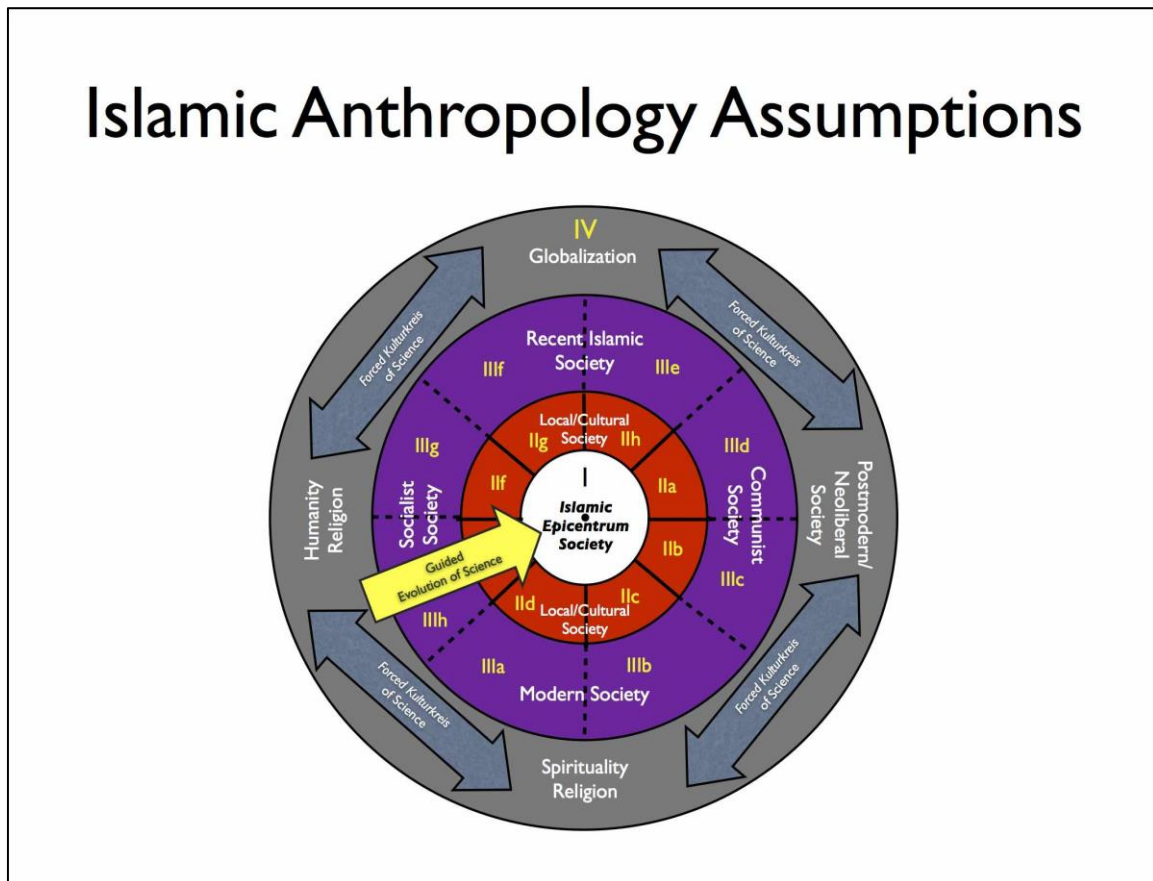 Islamic Anthropology Assumptions
IV
Globalization
Forced Kulturkreis
of Science
Forced Kulturkreis
of Science
Recent Islamic
Society
IIIf
IIIe
Local/Cultural
Society
IIg
IIh
IIIg
IIId
IIf
IIa
I
Islamic
Epicentrum
Society
Humanity
Religion
Socialist
Society
Communist
Society
Postmodern/
Neoliberal
Society
Guided
Evolution of Science
IIb
IIIc
IId
IIc
Local/Cultural
Society
IIIh
IIIa
IIIb
Modern Society
Forced Kulturkreis
of Science
Forced Kulturkreis
of Science
Spirituality
Religion